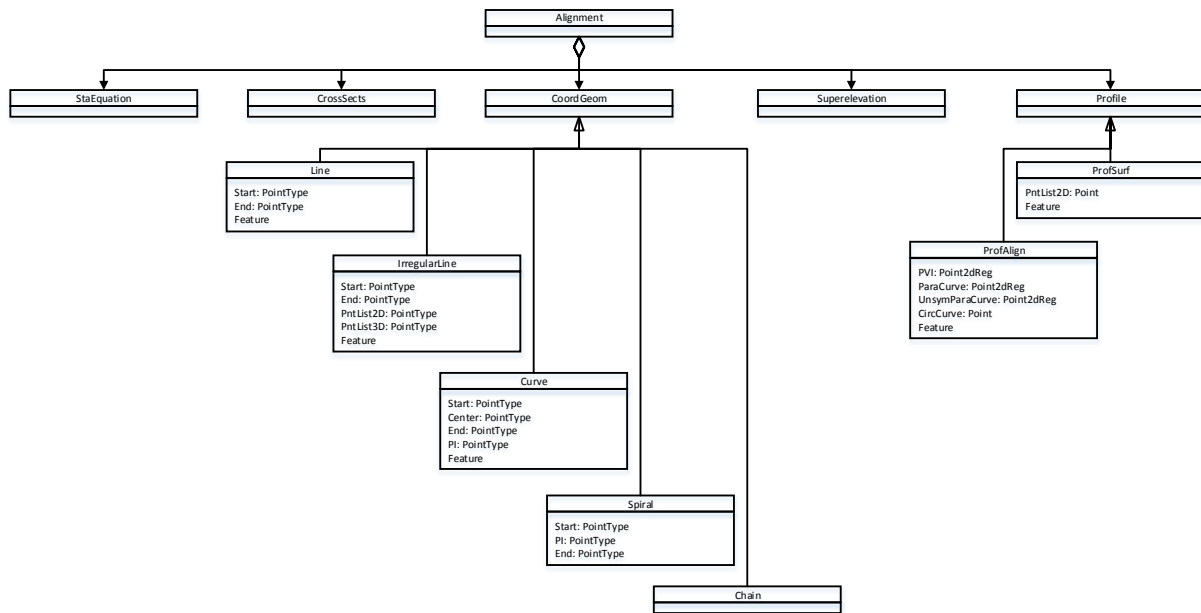 Alignment
StaEquation
CrossSects
CoordGeom
Superelevation
Profile
Line
Start: PointType
End: PointType
Feature
ProfSurf
PntList2D: Point
Feature
IrregularLine
Start: PointType
End: PointType
PntList2D: PointType
PntList3D: PointType
Feature
ProfAlign
PVI: Point2dReg
ParaCurve: Point2dReg
UnsymParaCurve: Point2dReg
CircCurve: Point
Feature
Curve
Start: PointType
Center: PointType
End: PointType
PI: PointType
Feature
Spiral
Start: PointType
PI: PointType
End: PointType
Chain